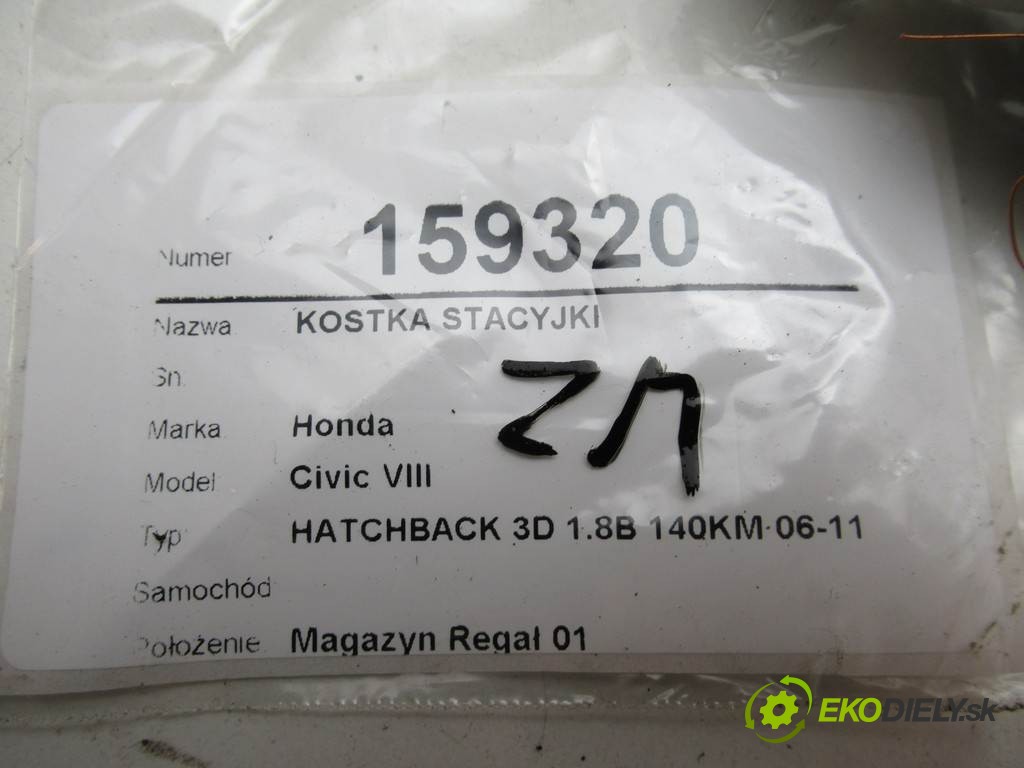 Numer 159320
Nazwa KOSTKA STACYJKI
Sn
Marka Honda
Model Civic VIII
Typ HATCHBACK 3D 1.8B 140KM 06-11
Samochód
Położenie Magazyn Regał 01
EKODIELY.sk